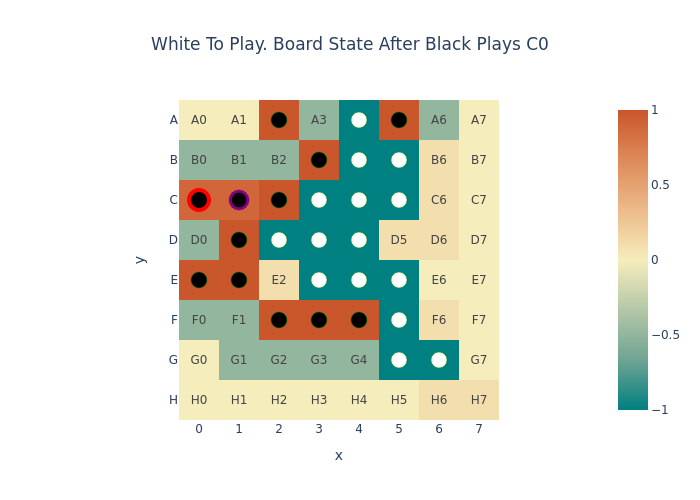 White To Play. Board State After Black Plays C0
A A0 A1 A3 A6 A7
B B0 B1 B2 B6 B7
C C6 C7
D D0 D5 D6 D7
E E2 E6 E7
F F0 F1 F6 F7
G G0 G1 G2 G3 G4 G7
H H0 H1 H2 H3 H4 H5 H6 H7
0 1 2 3 4 5 6 7
x
y
1
0.5
0
−0.5
−1